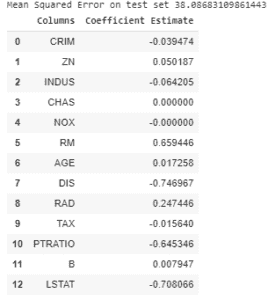 Mean Squared Error on test set 38.08683109861443
Columns Coefficient Estimate
0 CRIM -0.039474
1 ZN 0.050187
2 INDUS -0.064205
3 CHAS 0.000000
4 NOX -0.000000
5 RM 0.659446
6 AGE 0.017258
7 DIS -0.746967
8 RAD 0.247446
9 TAX -0.015640
10 PTRATIO -0.645346
11 B 0.007947
12 LSTAT -0.708066